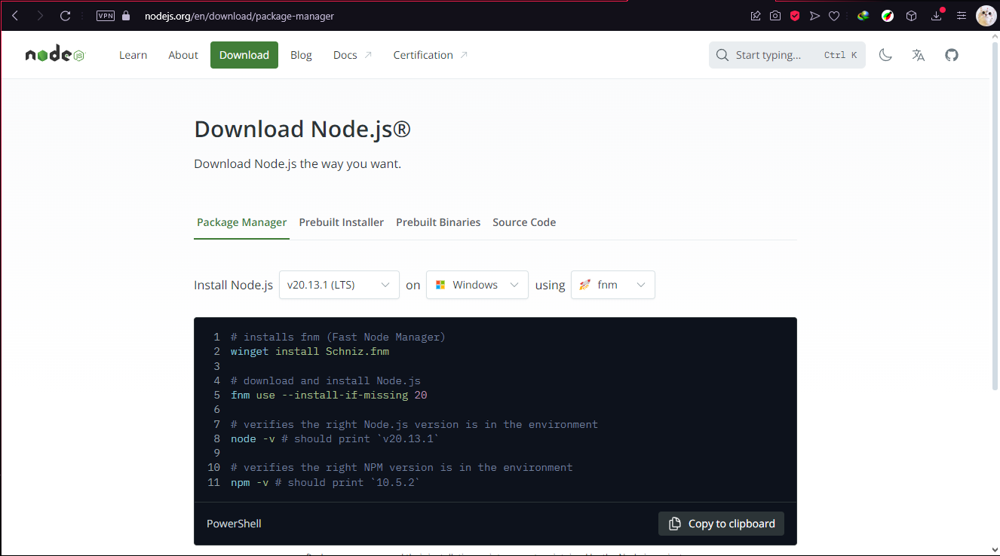 VPN nodejs.org/en/download/package-manager
node JS Learn About Download Blog Docs Certification Start typing... Ctrl K
Download Node.js®
Download Node.js the way you want.
Package Manager Prebuilt Installer Prebuilt Binaries Source Code
Install Node.js v20.13.1 (LTS) on Windows using fnm
1 # installs fnm (Fast Node Manager)
2 winget install Schniz.fnm
3
4 # download and install Node.js
5 fnm use --install-if-missing 20
6
7 # verifies the right Node.js version is in the environment
8 node -v # should print `v20.13.1`
9
10 # verifies the right NPM version is in the environment
11 npm -v # should print `10.5.2`
PowerShell Copy to clipboard